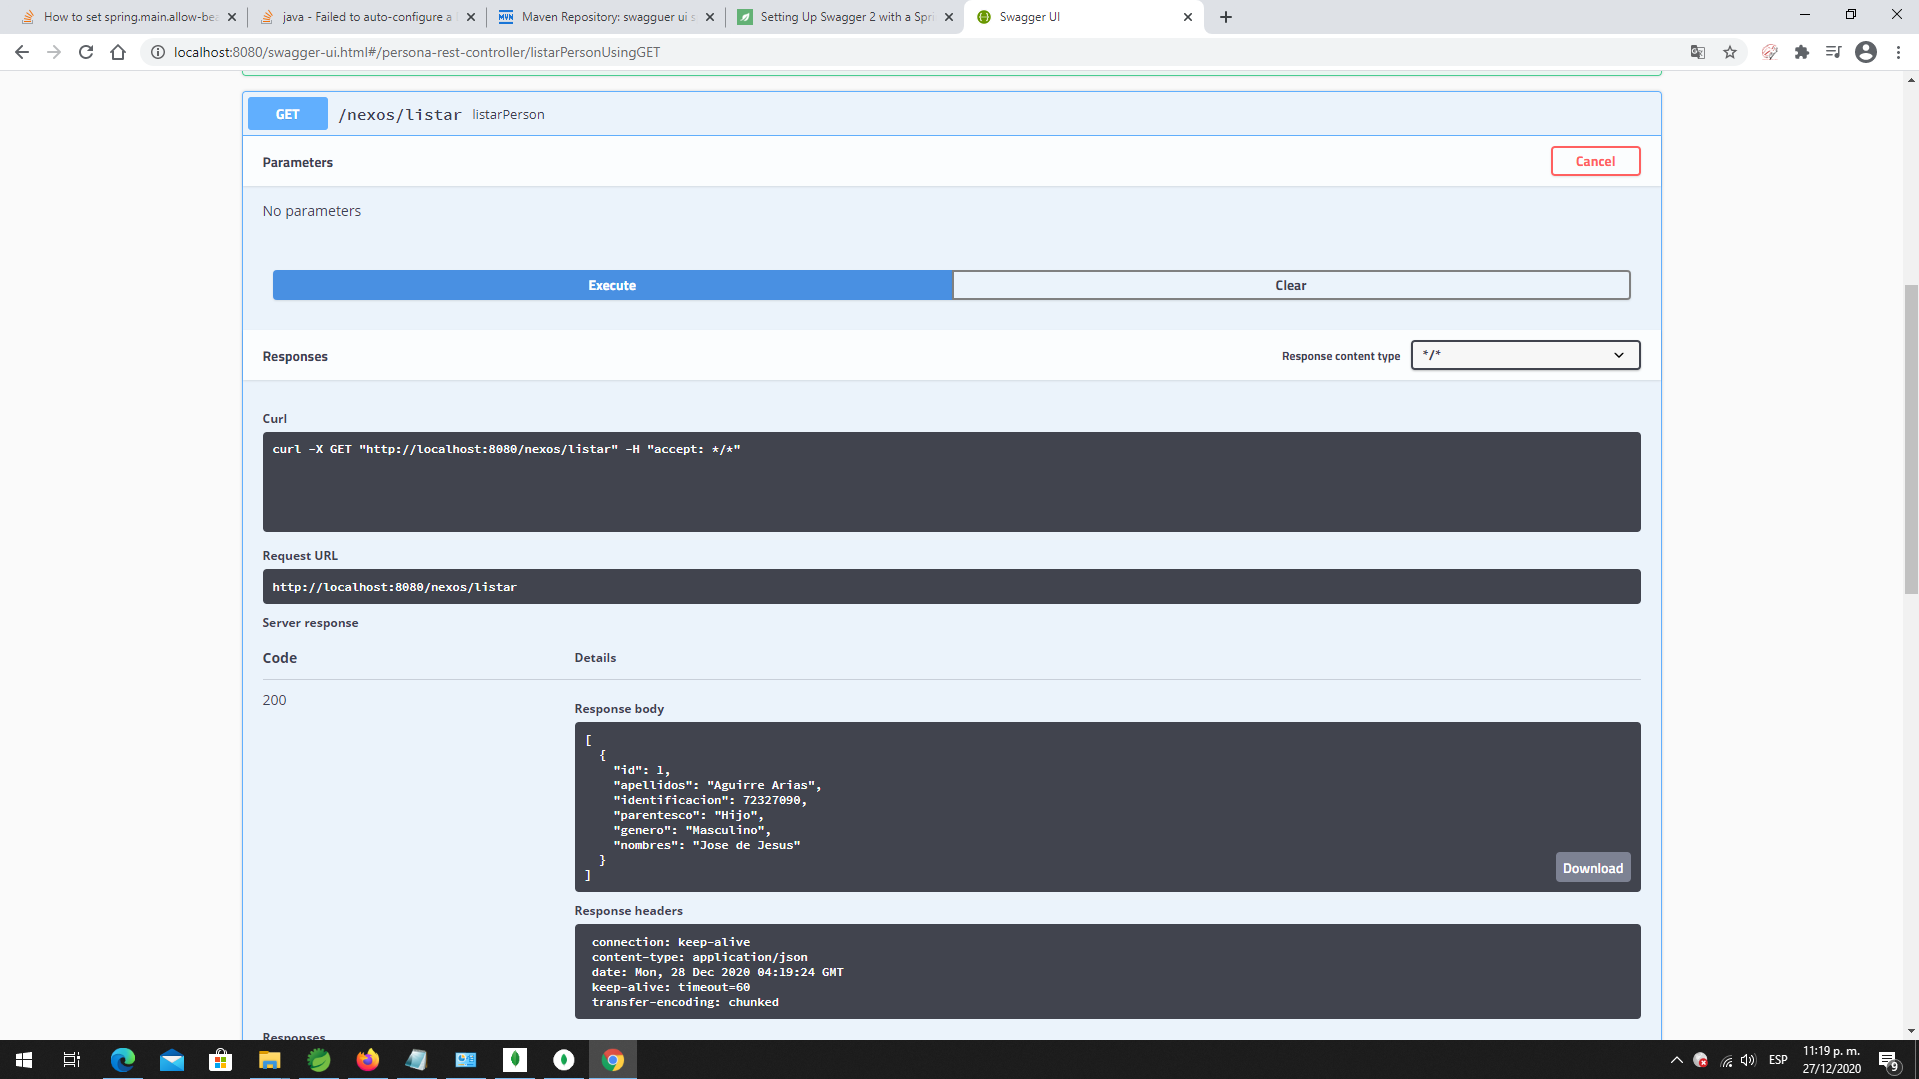 How to set spring.main.allow-bea
java - Failed to auto-configure a
Maven Repository: swagguer ui s
Setting Up Swagger 2 with a Spri
Swagger UI
localhost:8080/swagger-ui.html#/persona-rest-controller/listarPersonUsingGET
GET /nexos/listar listarPerson
Parameters
Cancel
No parameters
Execute
Clear
Responses
Response content type
*/*
Curl
curl -X GET "http://localhost:8080/nexos/listar" -H "accept: */*"
Request URL
http://localhost:8080/nexos/listar
Server response
Code
Details
200
Response body
[
{
"id": 1,
"apellidos": "Aguirre Arias",
"identificacion": 72327090,
"parentesco": "Hijo",
"genero": "Masculino",
"nombres": "Jose de Jesus"
}
]
Download
Response headers
connection: keep-alive
content-type: application/json
date: Mon, 28 Dec 2020 04:19:24 GMT
keep-alive: timeout=60
transfer-encoding: chunked
Responses
ESP
11:19 p. m.
27/12/2020
9